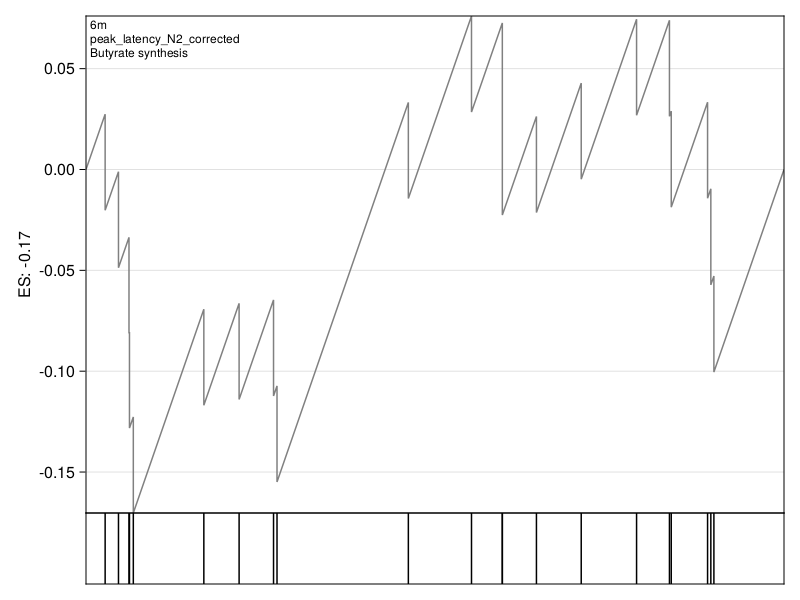 6m
peak_latency_N2_corrected
Butyrate synthesis
0.05
0.00
-0.05
-0.10
-0.15
ES: -0.17